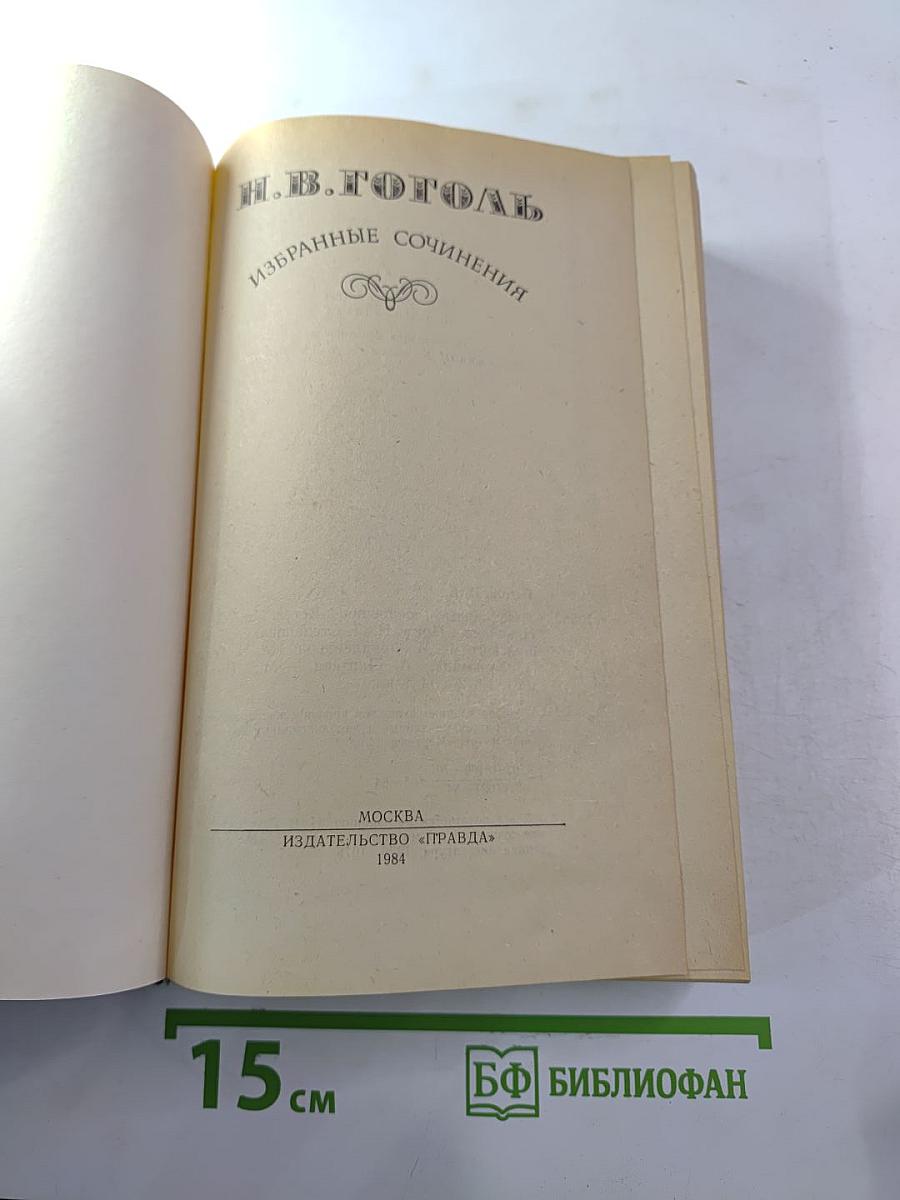 Н.В.ГОГОЛЬ
ИЗБРАННЫЕ СОЧИНЕНИЯ
МОСКВА
ИЗДАТЕЛЬСТВО «ПРАВДА»
1984
15 см
БФ БИБЛИОФАН